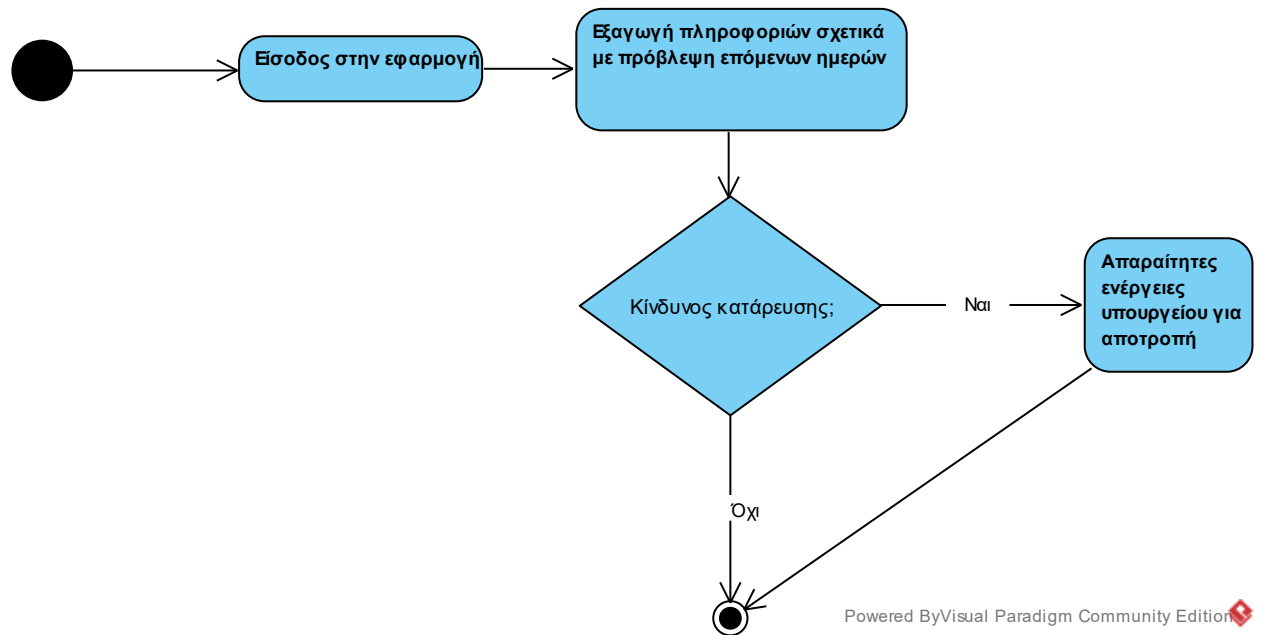 Είσοδος στην εφαρμογή
Εξαγωγή πληροφοριών σχετικά
με πρόβλεψη επόμενων ημερών
Κίνδυνος κατάρευσης;
Ναι
Απαραίτητες
ενέργειες
υπουργείου για
αποτροπή
Όχι
Powered ByVisual Paradigm Community Edition